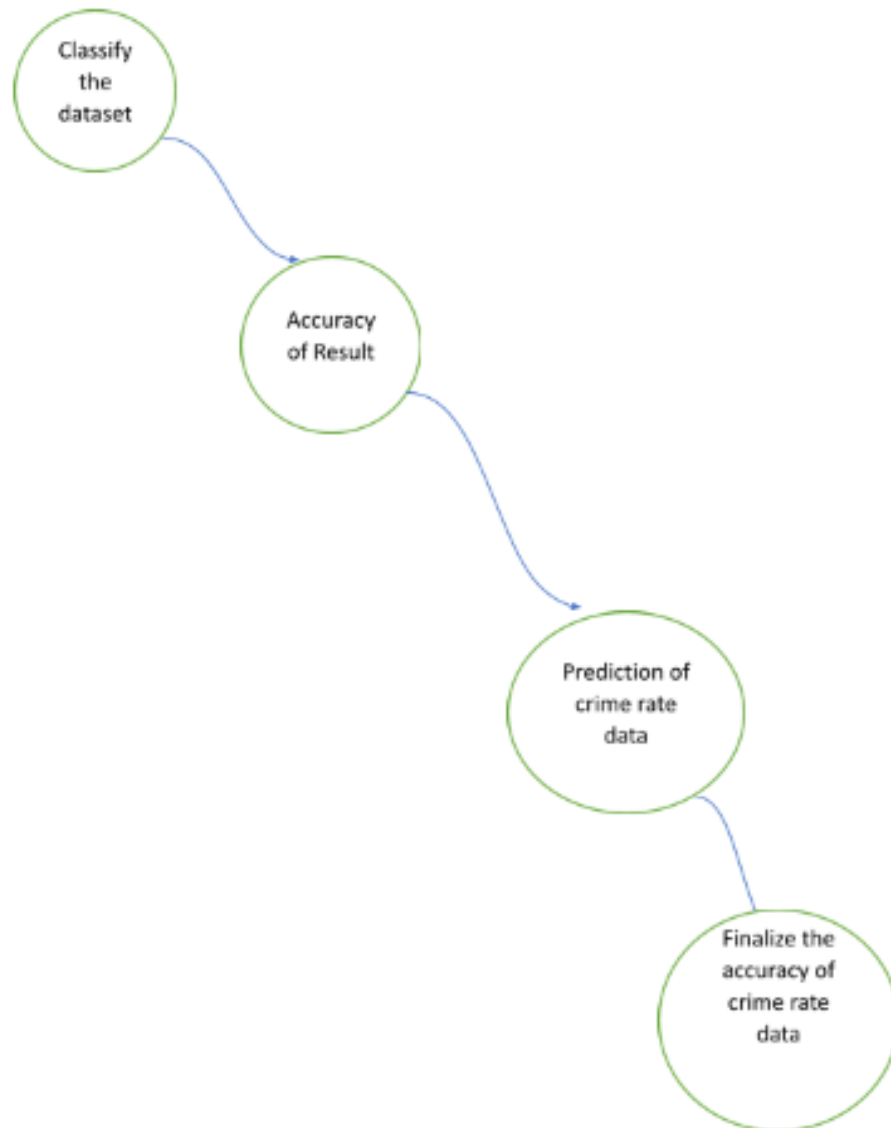 Classify
the
dataset
Accuracy
of Result
Prediction of
crime rate
data
Finalize the
accuracy of
crime rate
data